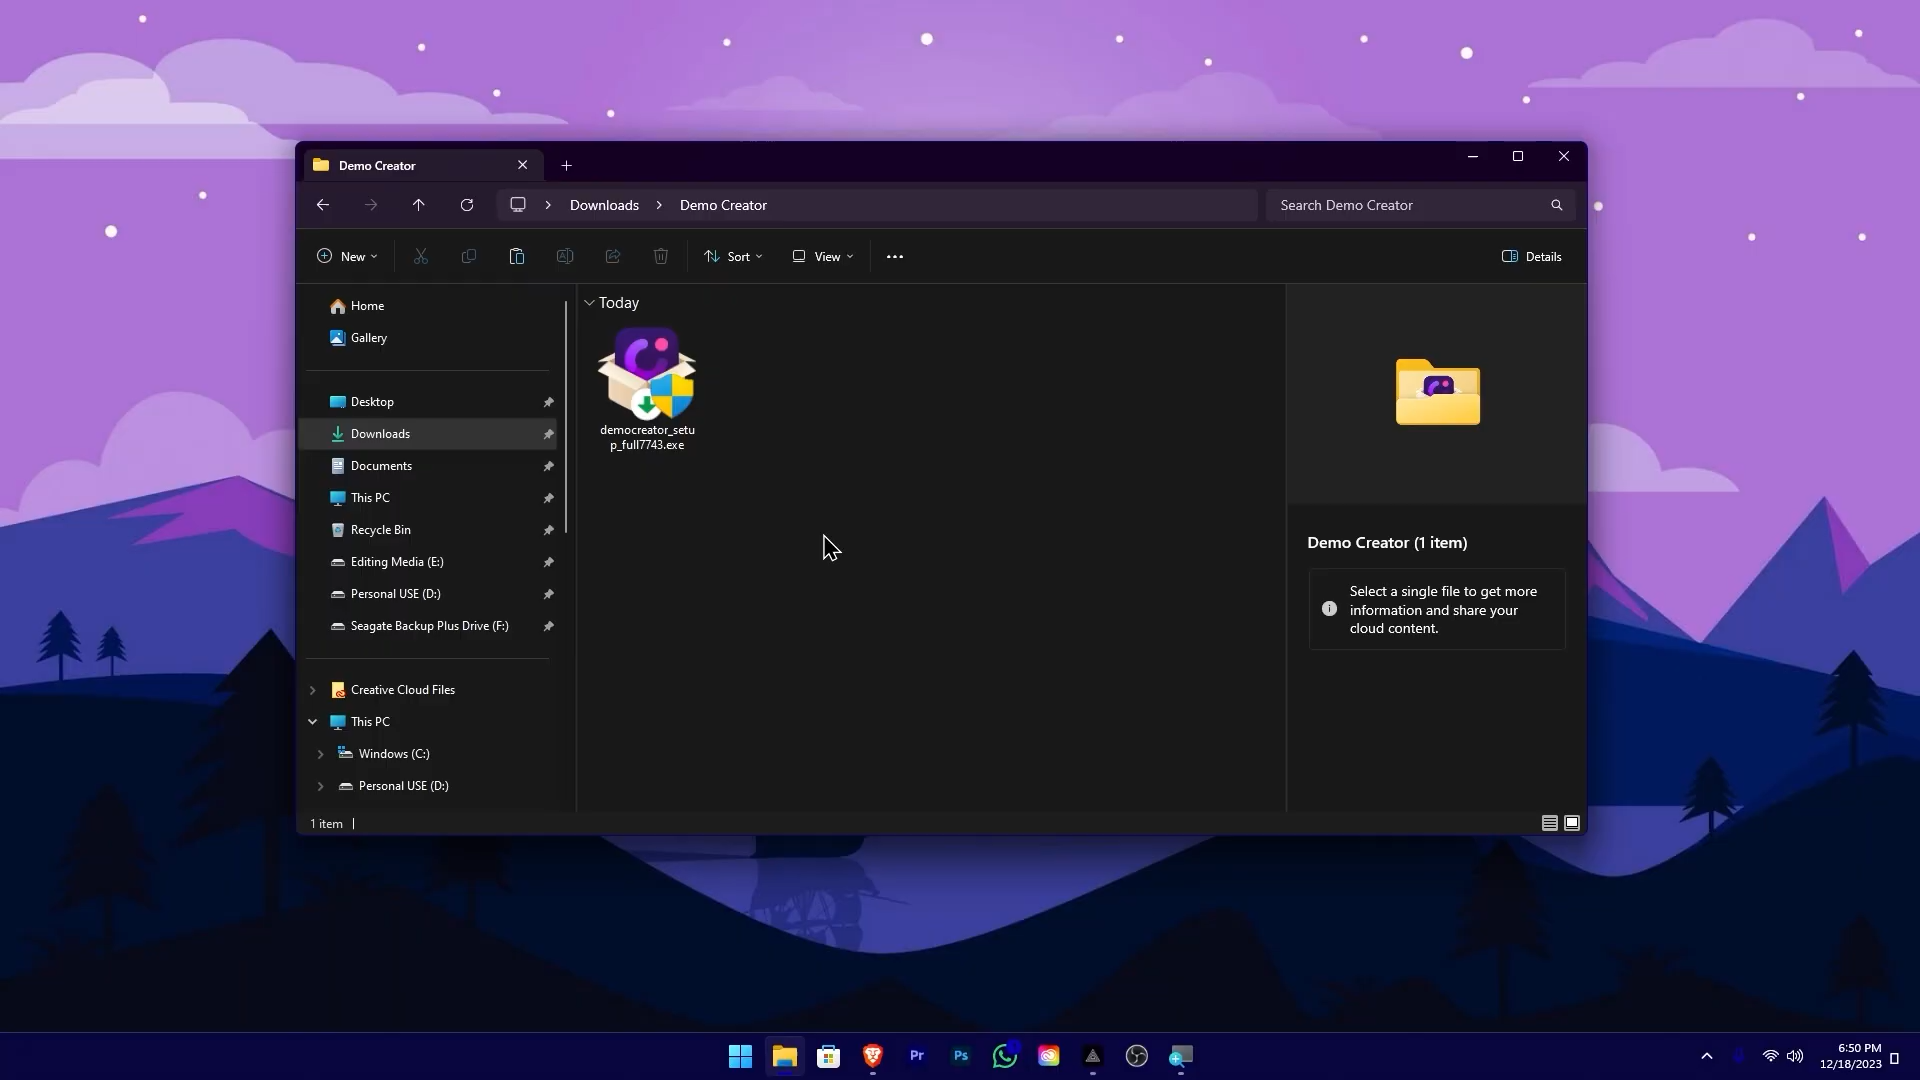 Demo Creator
Downloads
Demo Creator
Search Demo Creator
New
Sort
View
Details
Home
Gallery
Desktop
Downloads
Documents
This PC
Recycle Bin
Editing Media (E:)
Personal USE (D:)
Seagate Backup Plus Drive (F:)
Creative Cloud Files
This PC
Windows (C:)
Personal USE (D:)
Today
democreator_setu
p_full7743.exe
Demo Creator (1 item)
Select a single file to get more
information and share your
cloud content.
1 item
Pr
Ps
6:50 PM
12/18/2023